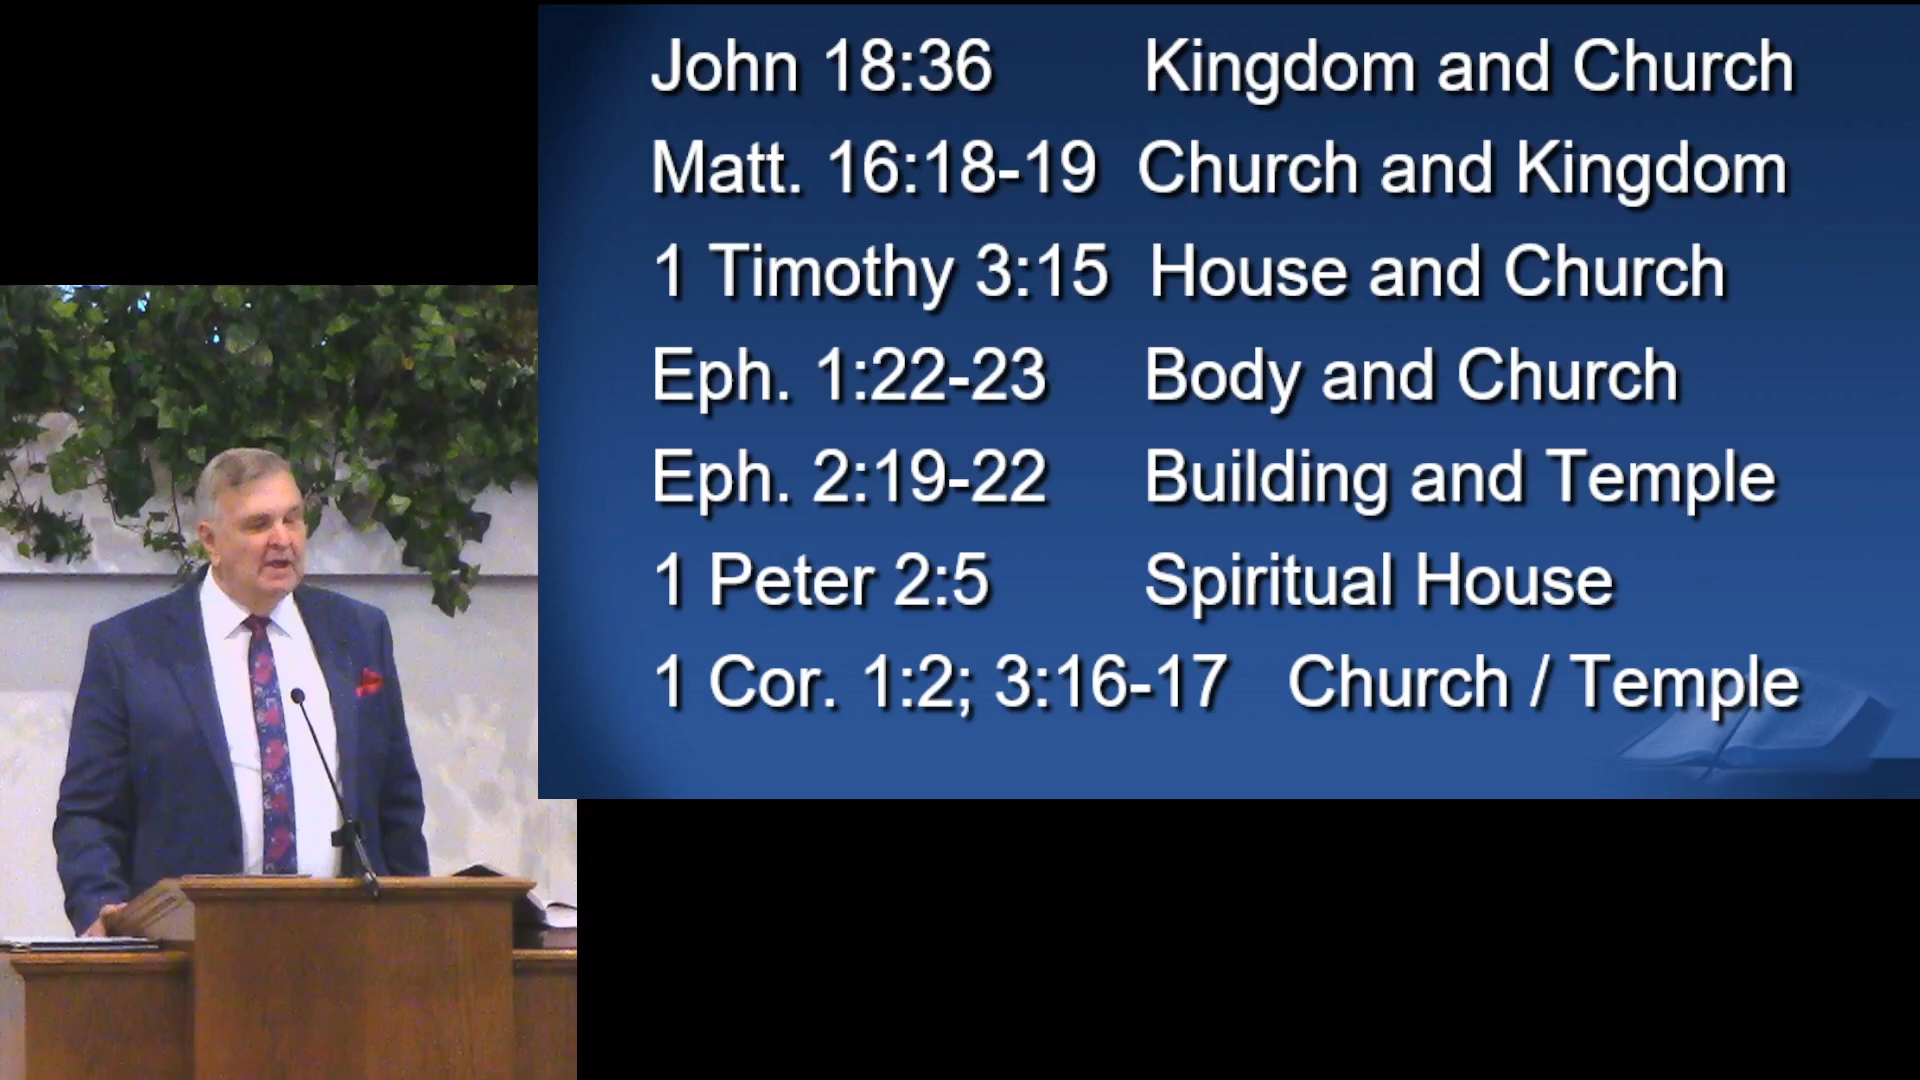 John 18:36 Kingdom and Church
Matt. 16:18-19 Church and Kingdom
1 Timothy 3:15 House and Church
Eph. 1:22-23 Body and Church
Eph. 2:19-22 Building and Temple
1 Peter 2:5 Spiritual House
1 Cor. 1:2; 3:16-17 Church / Temple